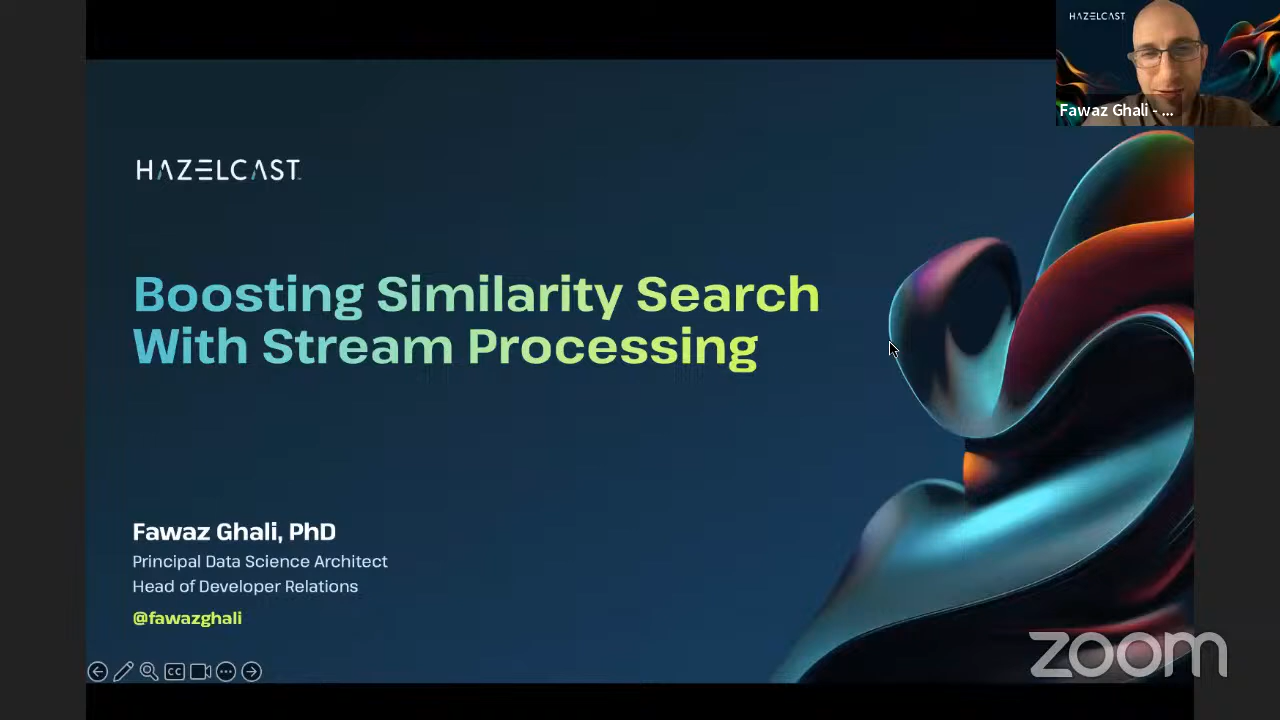 HAZELCAST
Fawaz Ghali - ...
HAZELCAST
Boosting Similarity Search
With Stream Processing
Fawaz Ghali, PhD
Principal Data Science Architect
Head of Developer Relations
@fawazghali
CC
zoom